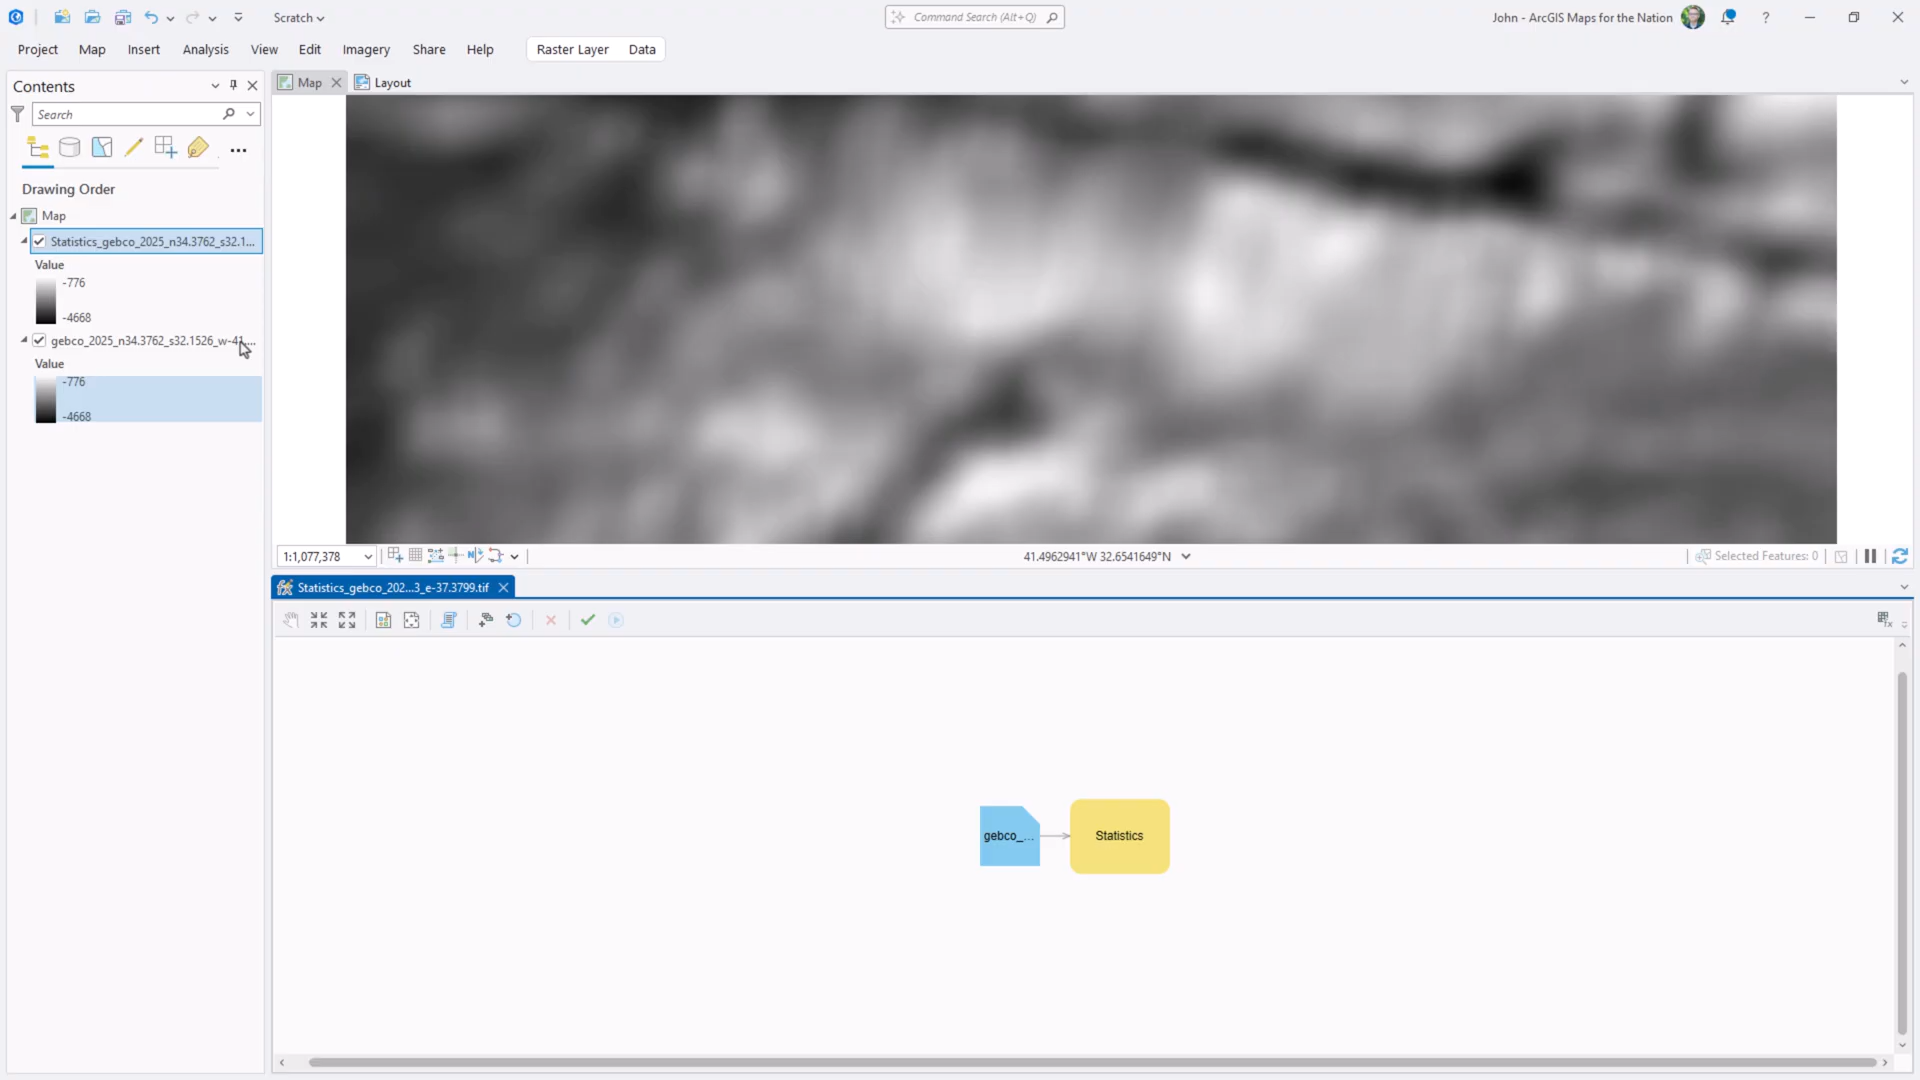 Scratch
Command Search (Alt+Q)
John - ArcGIS Maps for the Nation
?
Project
Map
Insert
Analysis
View
Edit
Imagery
Share
Help
Raster Layer
Data
Contents
Search
Drawing Order
Map
Statistics_gebco_2025_n34.3762_s32.1...
Value
-776
-4668
gebco_2025_n34.3762_s32.1526_w-41....
Value
-776
-4668
Map
Layout
1:1,077,378
41.4962941°W 32.6541649°N
Selected Features: 0
Statistics_gebco_202...3_e-37.3799.tif
gebco_...
Statistics